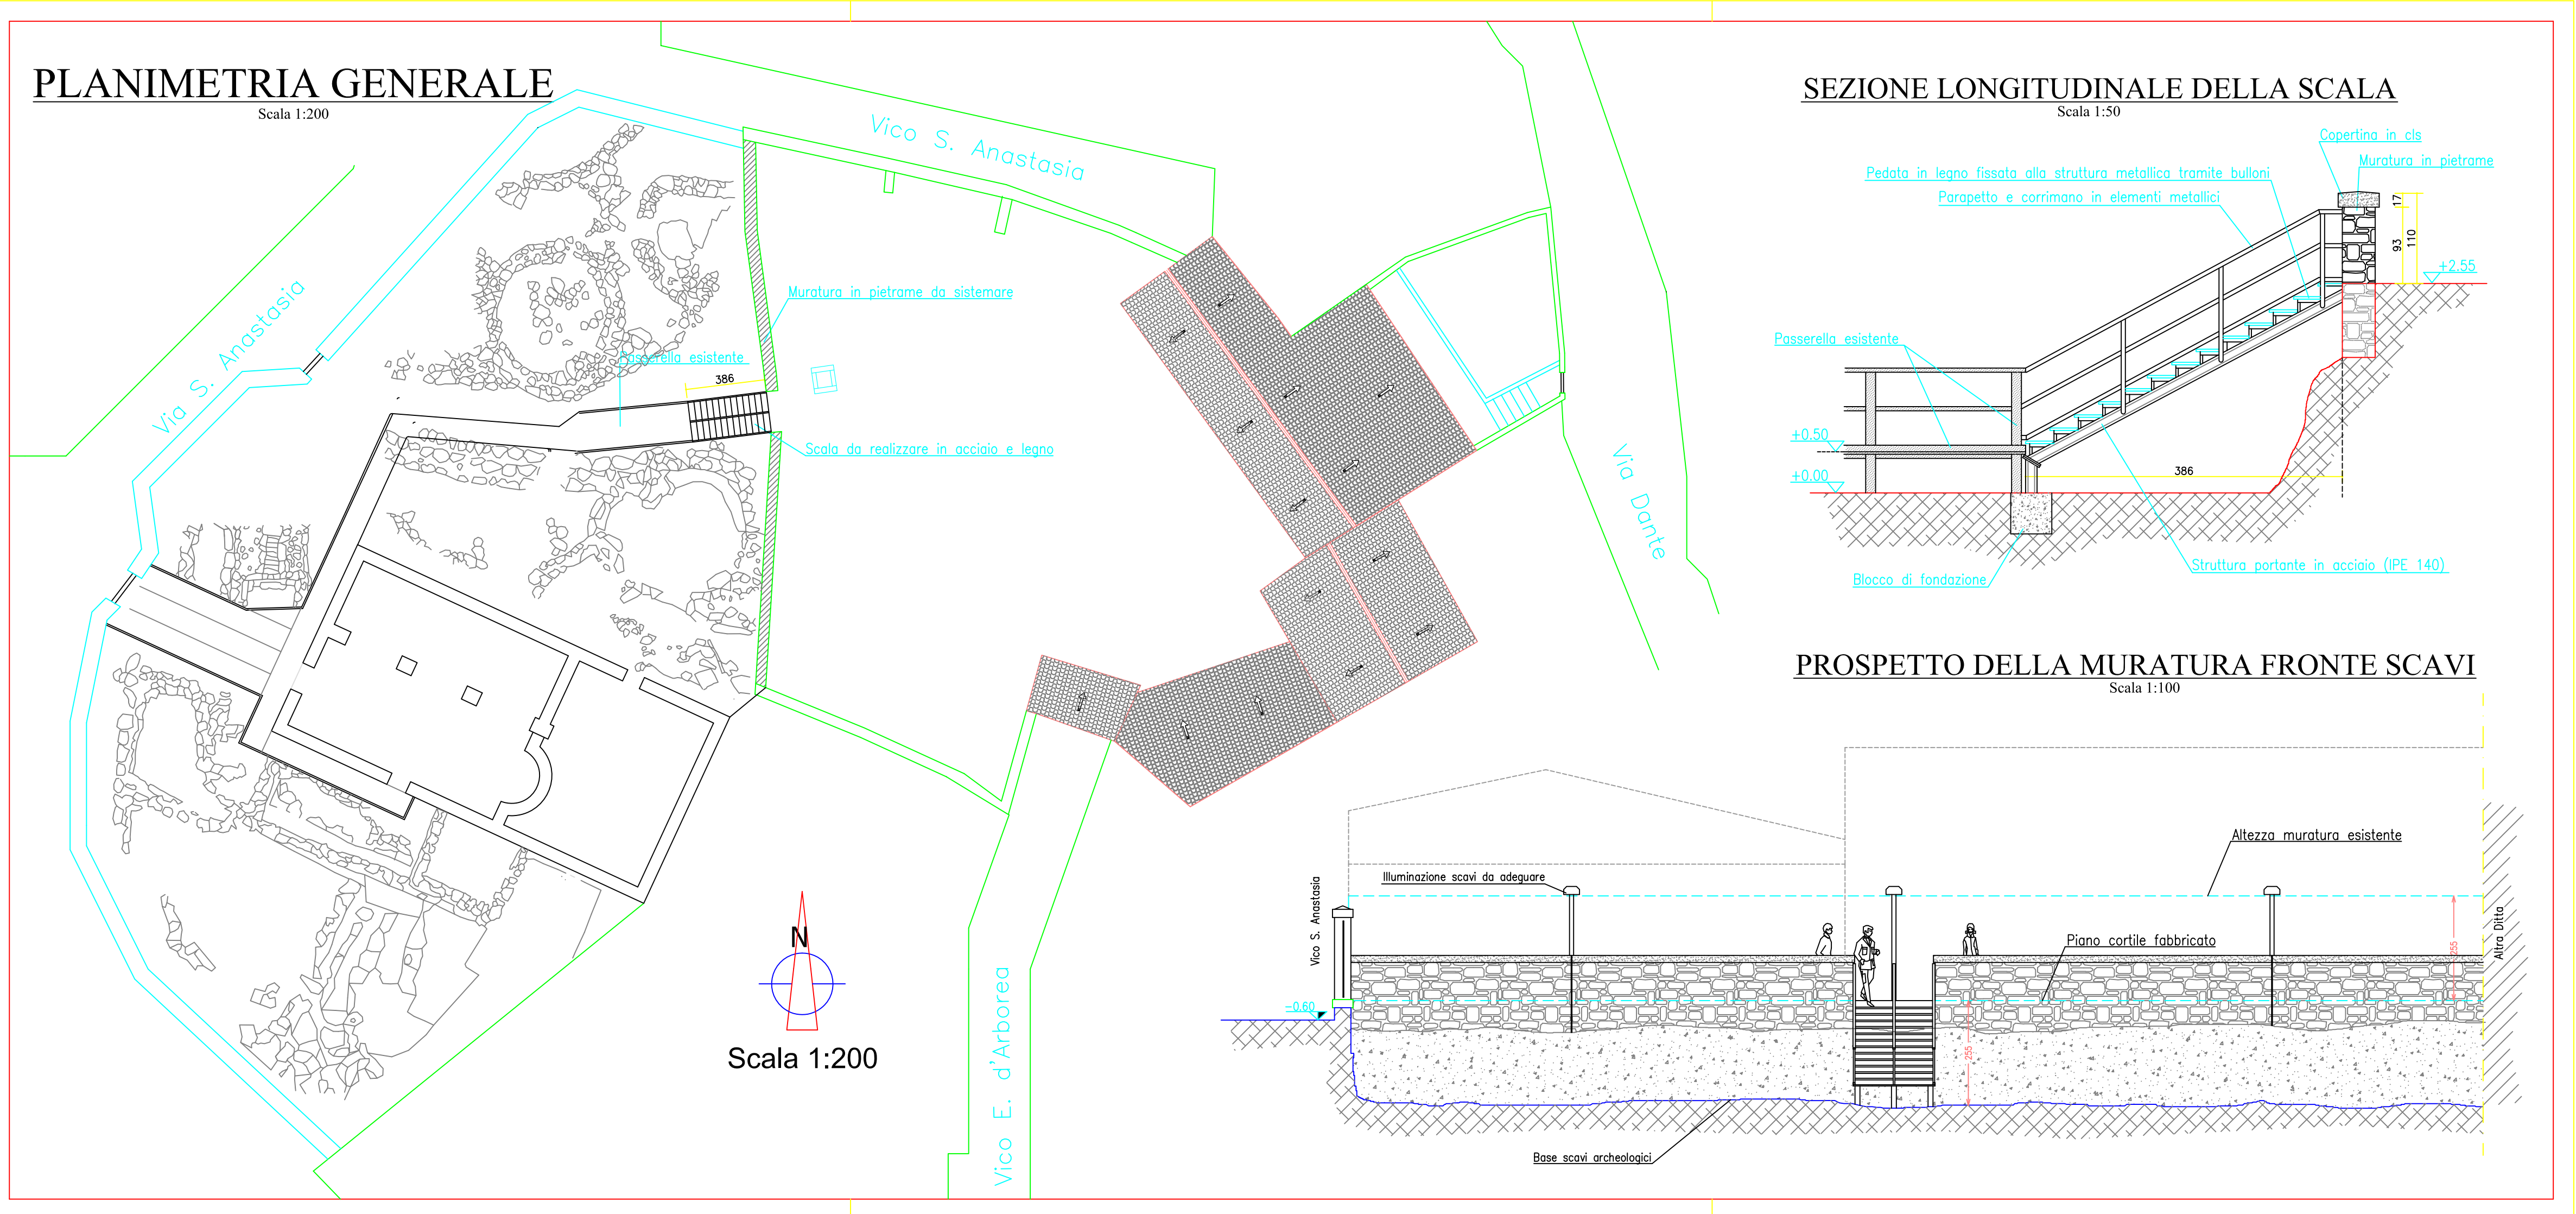 PLANIMETRIA GENERALE
Scala 1:200
Vico S. Anastasia
Via S. Anastasia
Muratura in pietrame da sistemare
Passerella esistente
386
Scala da realizzare in acciaio e legno
Via Dante
Vico E. d'Arborea
N
Scala 1:200
SEZIONE LONGITUDINALE DELLA SCALA
Scala 1:50
Copertina in cls
Muratura in pietrame
Pedata in legno fissata alla struttura metallica tramite bulloni
Parapetto e corrimano in elementi metallici
17
93
110
+2.55
Passerella esistente
+0.50
+0.00
386
Struttura portante in acciaio (IPE 140)
Blocco di fondazione
PROSPETTO DELLA MURATURA FRONTE SCAVI
Scala 1:100
Altezza muratura esistente
Illuminazione scavi da adeguare
Vico S. Anastasia
Piano cortile fabbricato
255
Altra Ditta
-0.60
255
Base scavi archeologici